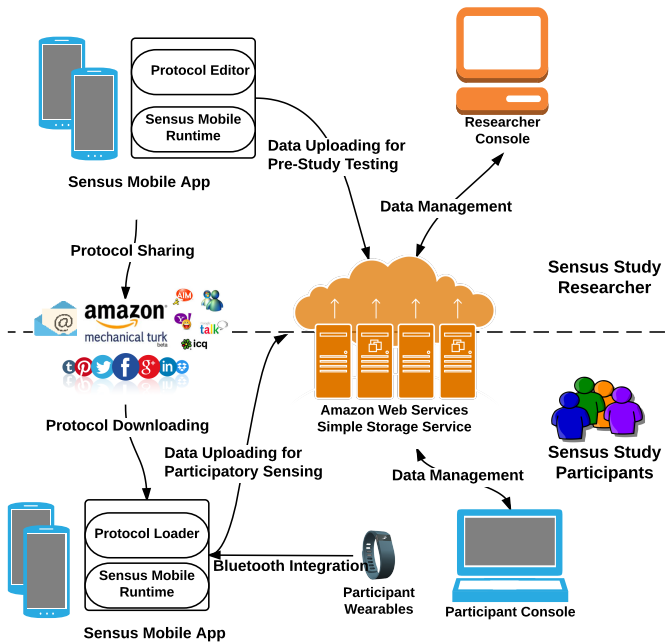 Protocol Editor
Sensus Mobile
Runtime
Sensus Mobile App
Data Uploading for
Pre-Study Testing
Researcher
Console
Data Management
Protocol Sharing
Sensus Study
Researcher
@
amazon
mechanical turk
beta
AIM
Y!
talk
icq
t
f
g+
in
Amazon Web Services
Simple Storage Service
Protocol Downloading
Data Uploading for
Participatory Sensing
Sensus Study
Participants
Data Management
Protocol Loader
Sensus Mobile
Runtime
Sensus Mobile App
Bluetooth Integration
Participant
Wearables
Participant Console